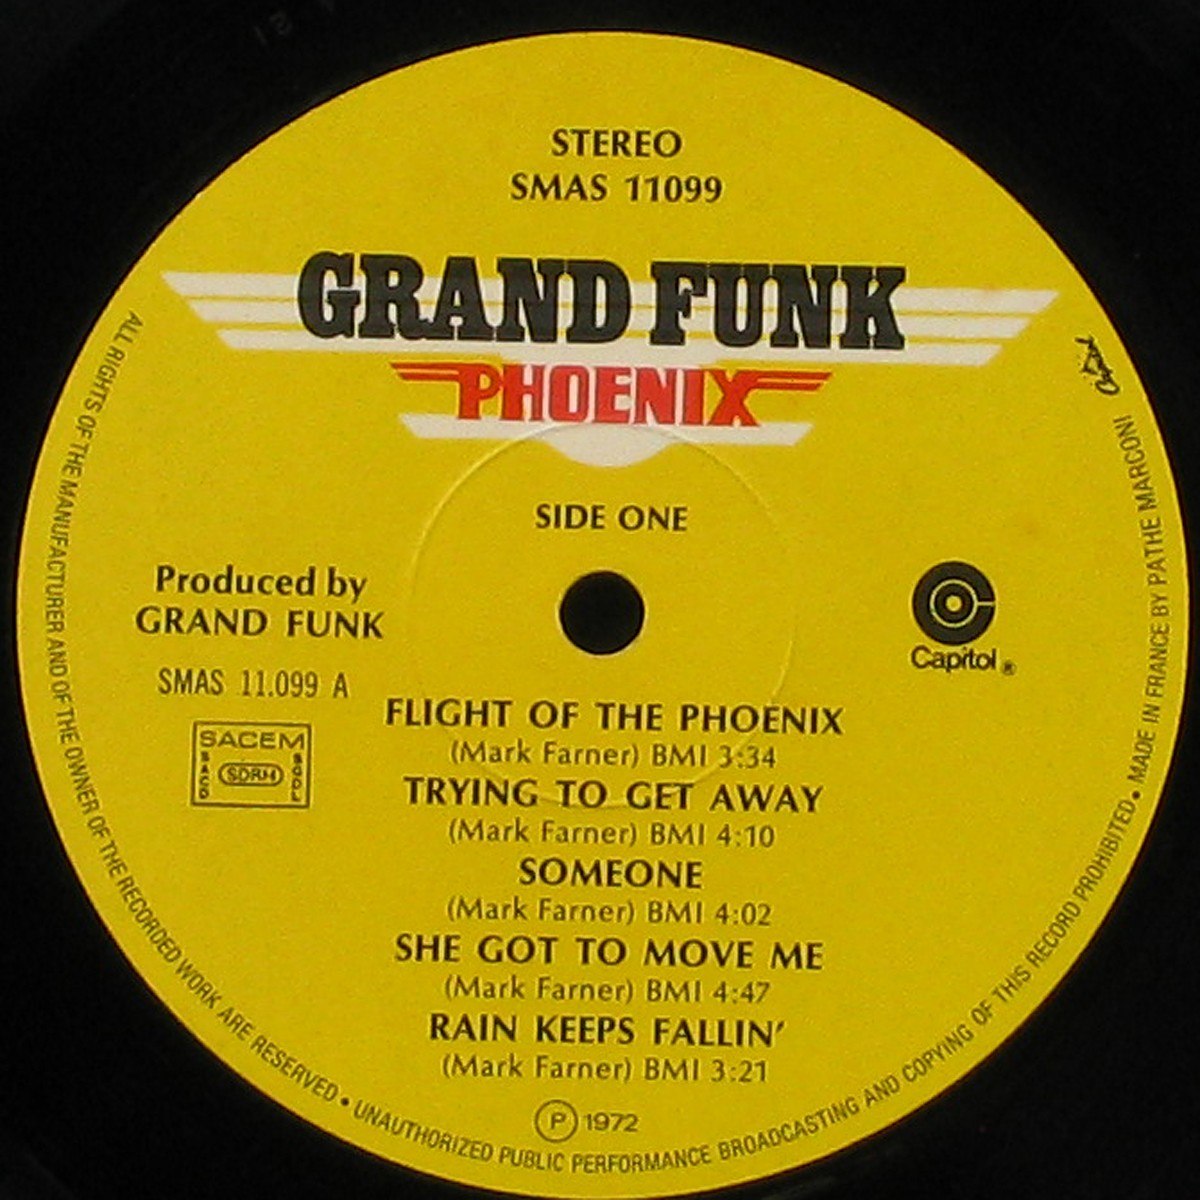 STEREO
SMAS 11099
GRAND FUNK
PHOENIX
SIDE ONE
Produced by
GRAND FUNK
SMAS 11.099 A
SACEM
SACD
SDRM
SGDL
Capitol ®
FLIGHT OF THE PHOENIX
(Mark Farner) BMI 3:34
TRYING TO GET AWAY
(Mark Farner) BMI 4:10
SOMEONE
(Mark Farner) BMI 4:02
SHE GOT TO MOVE ME
(Mark Farner) BMI 4:47
RAIN KEEPS FALLIN'
(Mark Farner) BMI 3:21
℗ 1972
ALL RIGHTS OF THE MANUFACTURER AND OF THE OWNER OF THE RECORDED WORK ARE RESERVED • UNAUTHORIZED PUBLIC PERFORMANCE BROADCASTING AND COPYING OF THIS RECORD PROHIBITED • MADE IN FRANCE BY PATHE MARCONI